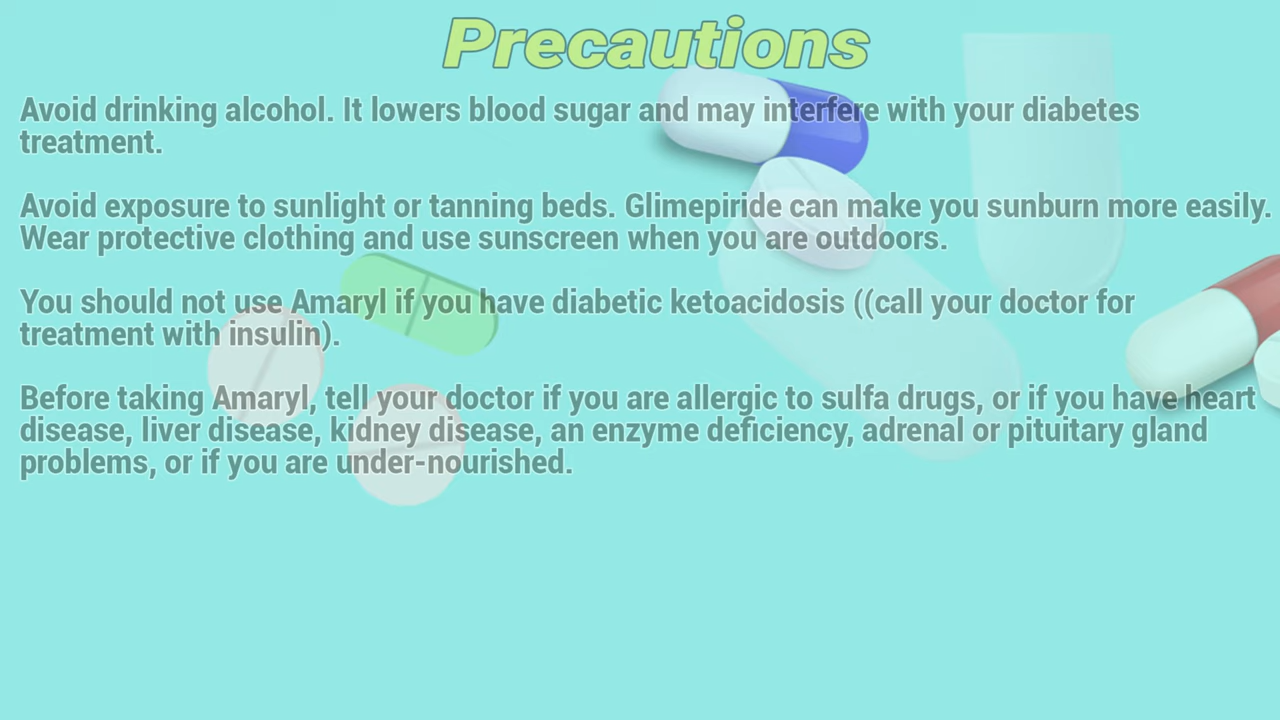 Precautions
Avoid drinking alcohol. It lowers blood sugar and may interfere with your diabetes
treatment.
Avoid exposure to sunlight or tanning beds. Glimepiride can make you sunburn more easily.
Wear protective clothing and use sunscreen when you are outdoors.
You should not use Amaryl if you have diabetic ketoacidosis ((call your doctor for
treatment with insulin).
Before taking Amaryl, tell your doctor if you are allergic to sulfa drugs, or if you have heart
disease, liver disease, kidney disease, an enzyme deficiency, adrenal or pituitary gland
problems, or if you are under-nourished.